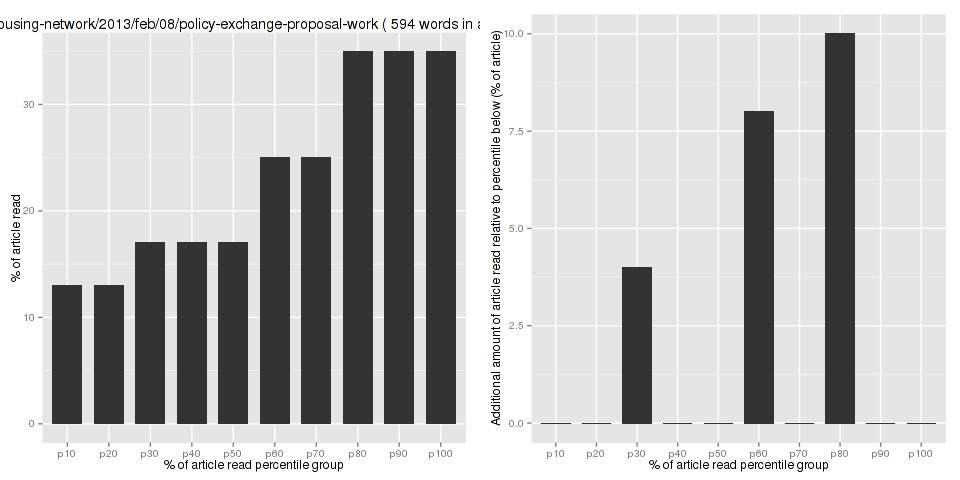 ousing-network/2013/feb/08/policy-exchange-proposal-work ( 594 words in a
% of article read
30
20
10
0
p10 p20 p30 p40 p50 p60 p70 p80 p90 p100
% of article read percentile group
Additional amount of article read relative to percentile below (% of article)
10.0
7.5
5.0
2.5
0.0
p10 p20 p30 p40 p50 p60 p70 p80 p90 p100
% of article read percentile group